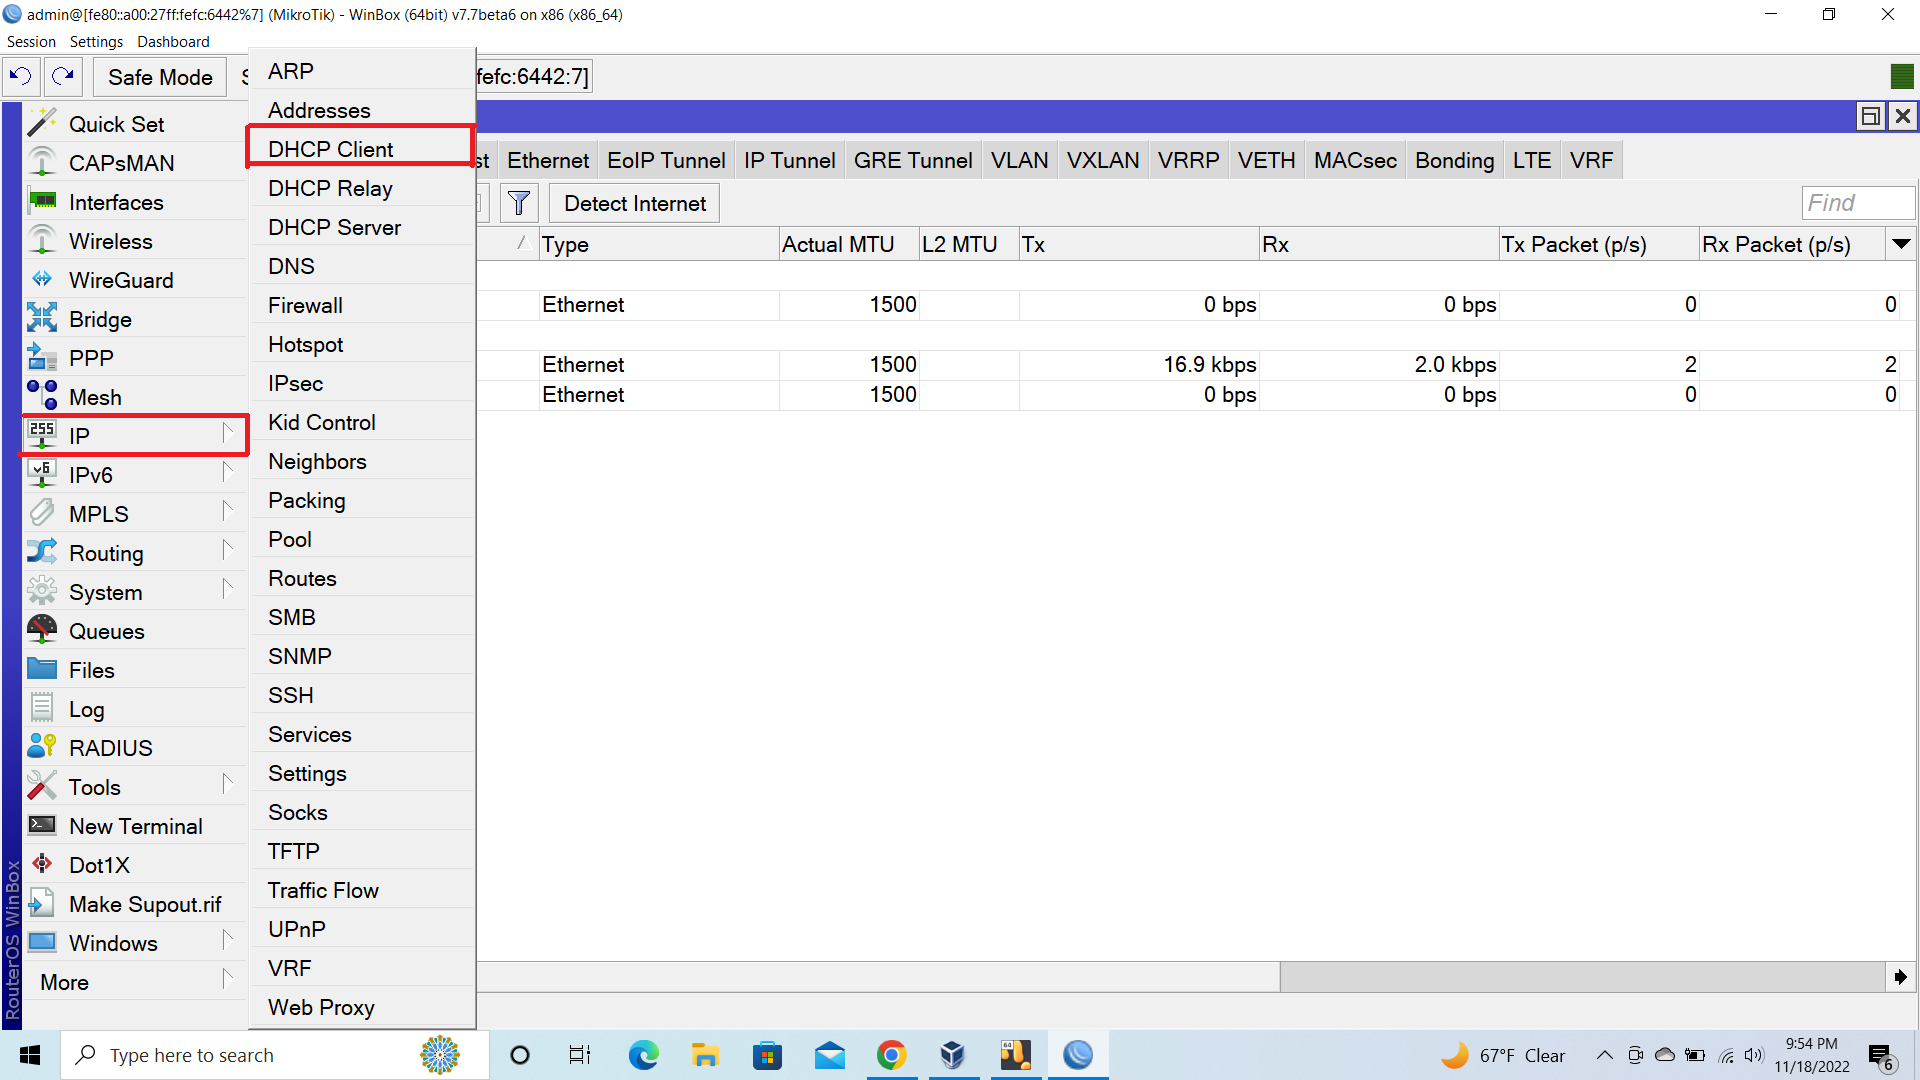 admin@[fe80::a00:27ff:fefc:6442%7] (MikroTik) - WinBox (64bit) v7.7beta6 on x86 (x86_64)
Session Settings Dashboard
Safe Mode
fefc:6442:7]
Quick Set
CAPsMAN
Interfaces
Wireless
WireGuard
Bridge
PPP
Mesh
255 IP
v6 IPv6
MPLS
Routing
System
Queues
Files
Log
RADIUS
Tools
New Terminal
Dot1X
Make Supout.rif
Windows
More
RouterOS WinBox
ARP
Addresses
DHCP Client
DHCP Relay
DHCP Server
DNS
Firewall
Hotspot
IPsec
Kid Control
Neighbors
Packing
Pool
Routes
SMB
SNMP
SSH
Services
Settings
Socks
TFTP
Traffic Flow
UPnP
VRF
Web Proxy
st Ethernet EoIP Tunnel IP Tunnel GRE Tunnel VLAN VXLAN VRRP VETH MACsec Bonding LTE VRF
Detect Internet Find
Type Actual MTU L2 MTU Tx Rx Tx Packet (p/s) Rx Packet (p/s)
Ethernet 1500 0 bps 0 bps 0 0
Ethernet 1500 16.9 kbps 2.0 kbps 2 2
Ethernet 1500 0 bps 0 bps 0 0
Type here to search
64
67°F Clear
9:54 PM
11/18/2022
6